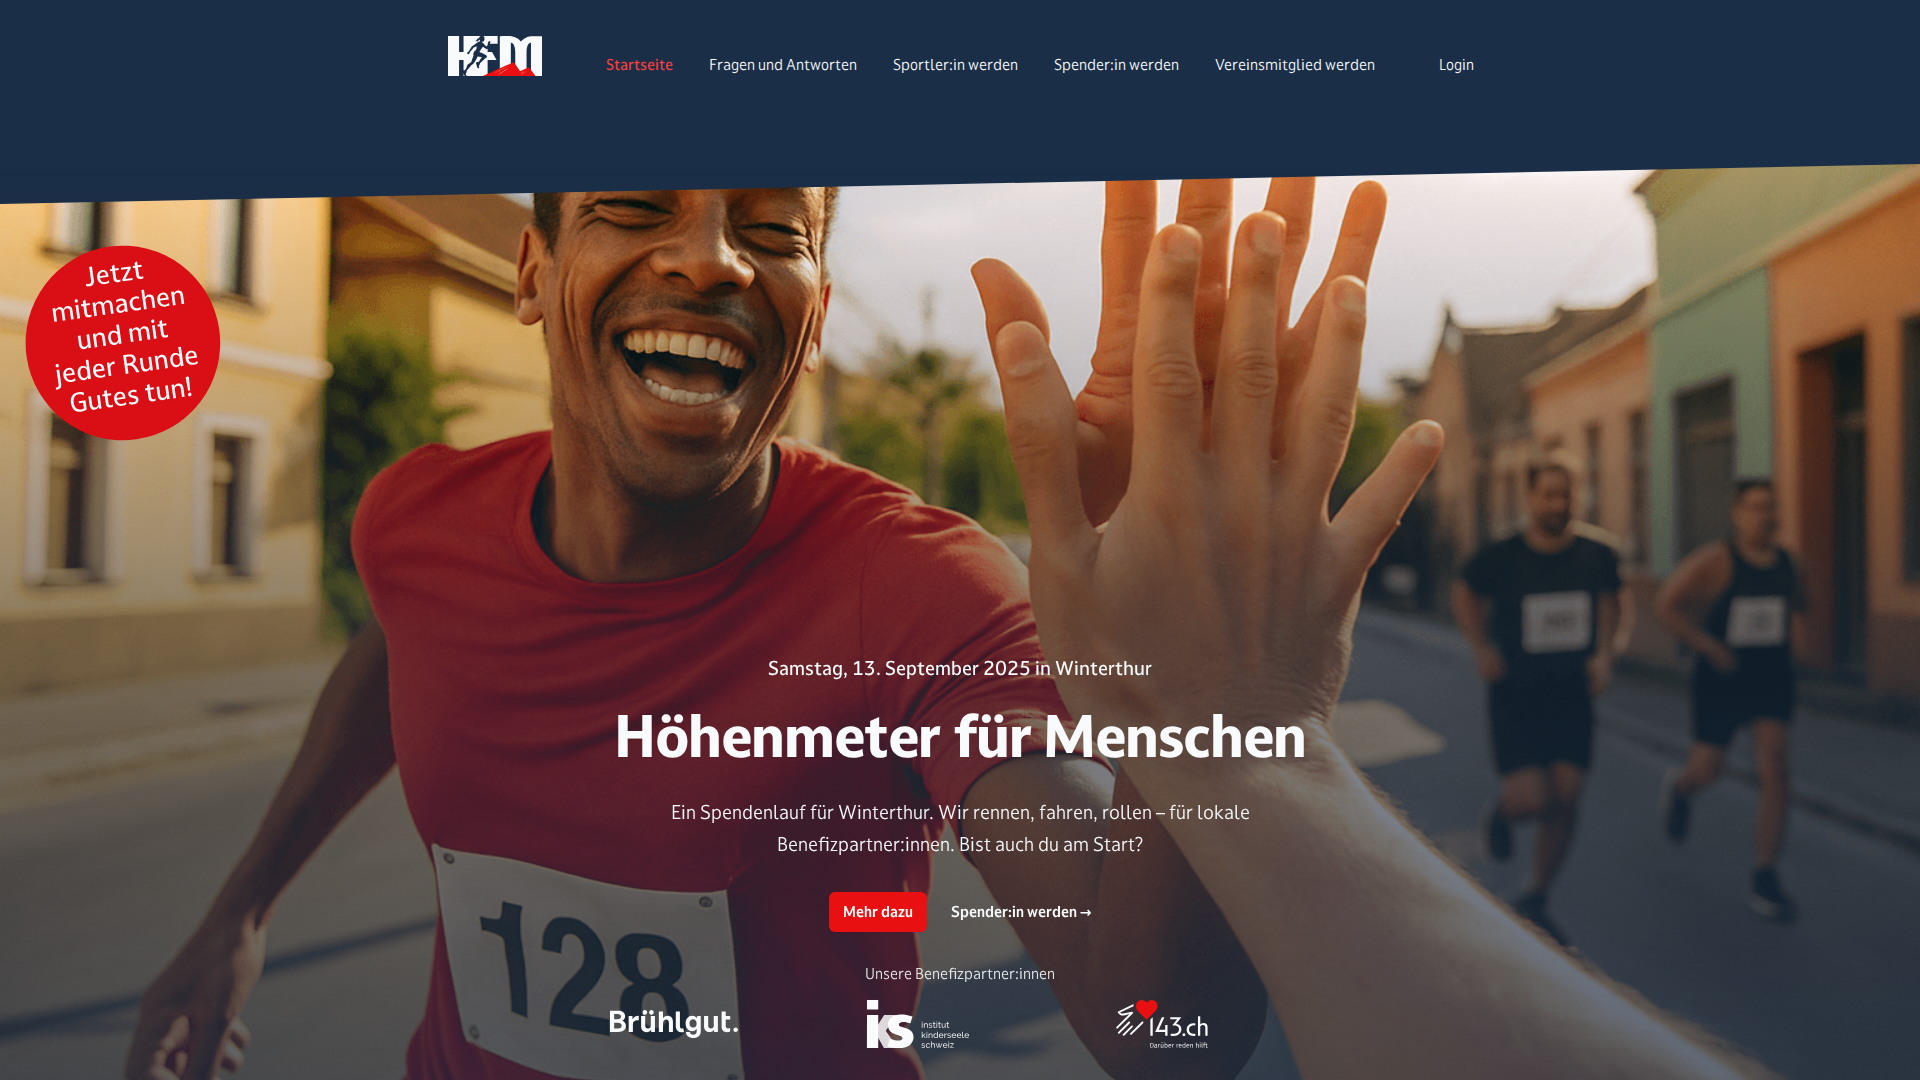 HFM
Startseite
Fragen und Antworten
Sportler:in werden
Spender:in werden
Vereinsmitglied werden
Login
Jetzt
mitmachen
und mit
jeder Runde
Gutes tun!
Samstag, 13. September 2025 in Winterthur
Höhenmeter für Menschen
Ein Spendenlauf für Winterthur. Wir rennen, fahren, rollen – für lokale
Benefizpartner:innen. Bist auch du am Start?
Mehr dazu
Spender:in werden →
128
Unsere Benefizpartner:innen
Brühlgut.
iks
institut
kinderseele
schweiz
143.ch
Darüber reden hilft